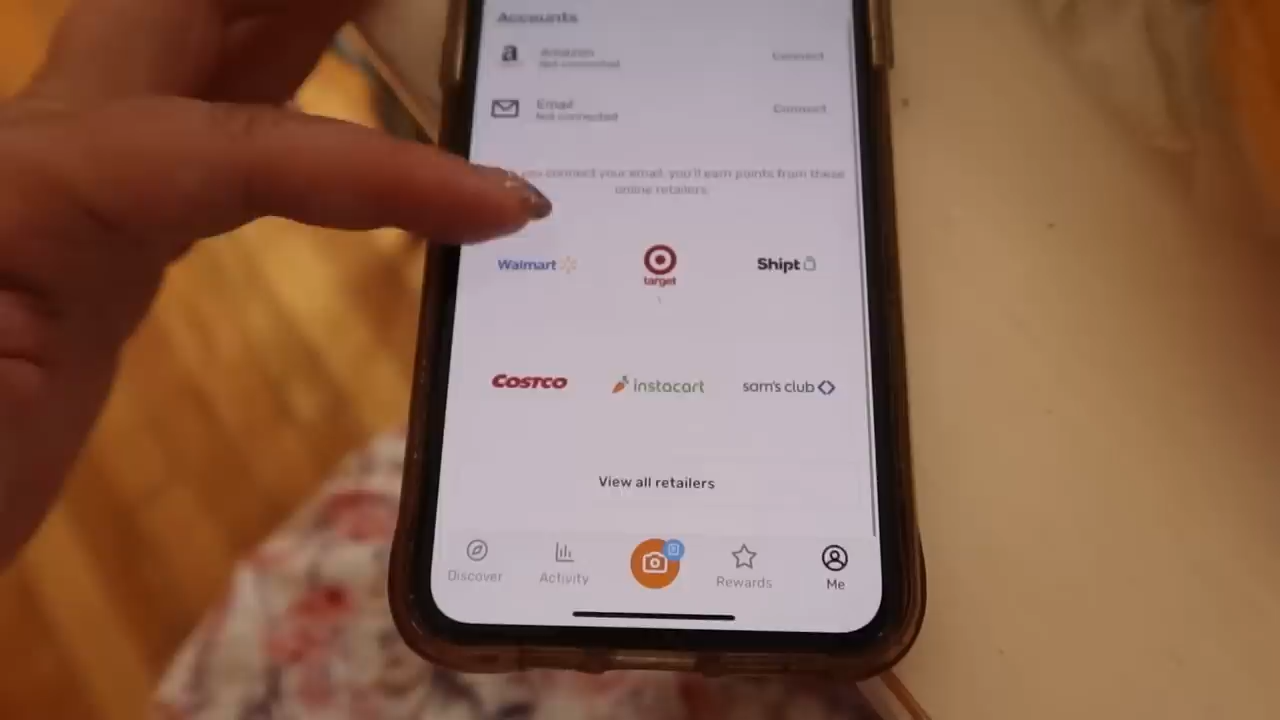 Accounts
a Amazon
Not connected
Connect
Email
Not connected
Connect
you connect your email, you'll earn points from these
online retailers.
Walmart
target
Shipt
Costco
instacart
sam's club
View all retailers
Discover
Activity
Rewards
Me